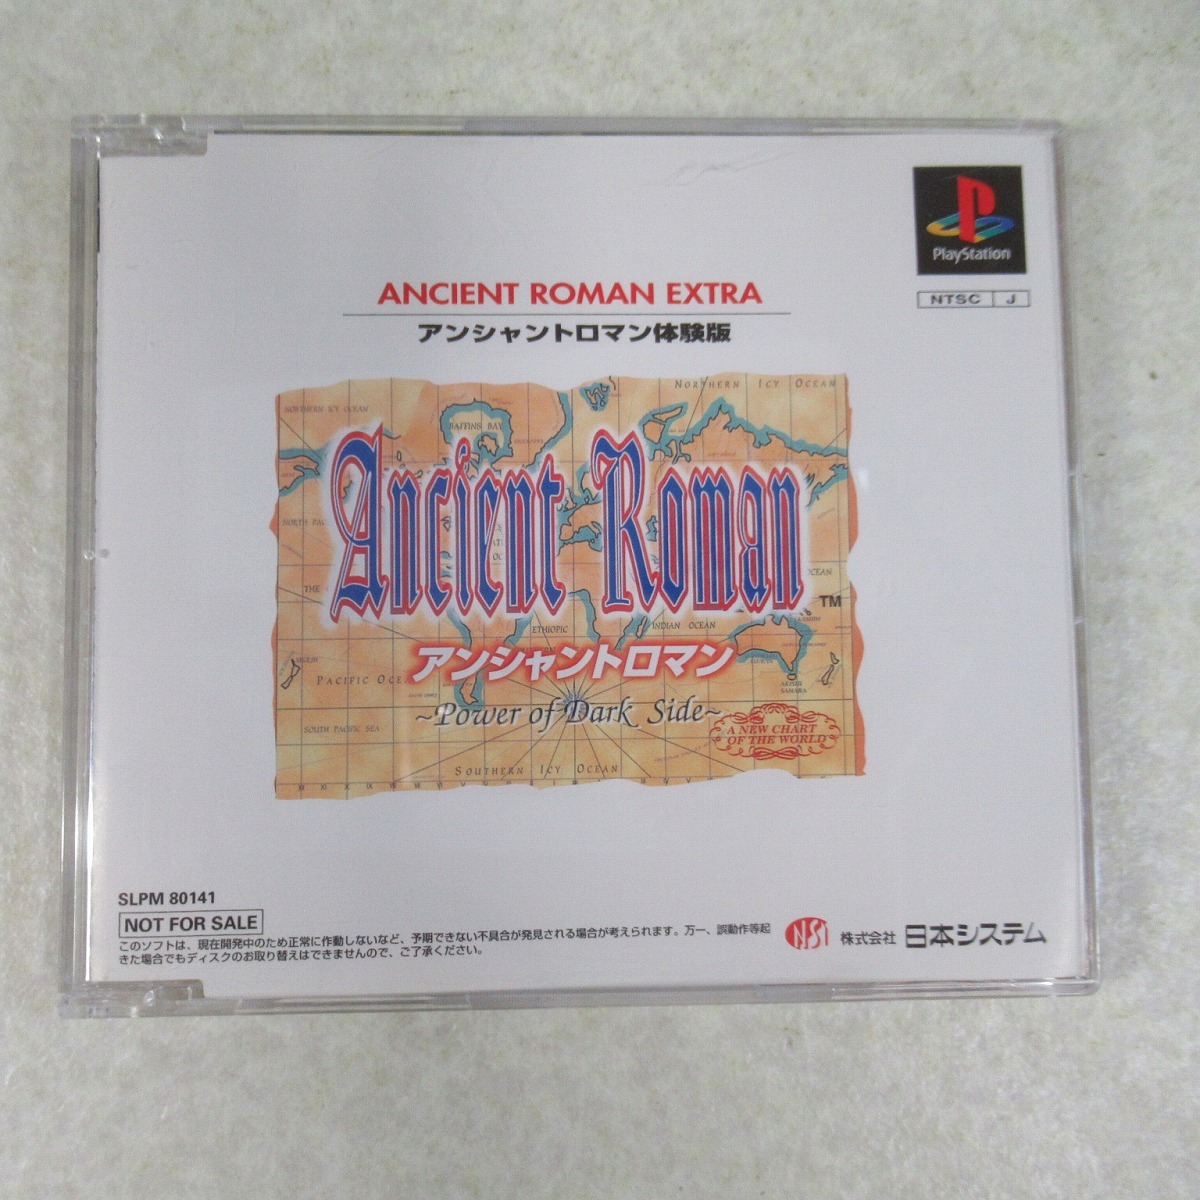 PlayStation
NTSC J
ANCIENT ROMAN EXTRA
アンシャントロマン体験版
NORTHERN ICY OCEAN
NORTHERN ICY OCEAN
BAFFINS BAY
Ancient Roman
TM
NORTH PAC
THE
OCEAN
ETHIOPIC
INDIAN OCEAN
アンシャントロマン
PACIFIC OCE
~Power of Dark Side~
SOUTH PACIFIC SEA
A NEW CHART
OF THE WORLD
SOUTHERN ICY OCEAN
SLPM 80141
NOT FOR SALE
このソフトは、現在開発中のため正常に作動しないなど、予期できない不具合が発見される場合が考えられます。万一、誤動作等起
きた場合でもディスクのお取り替えはできませんので、ご了承ください。
NSI 株式会社 日本システム